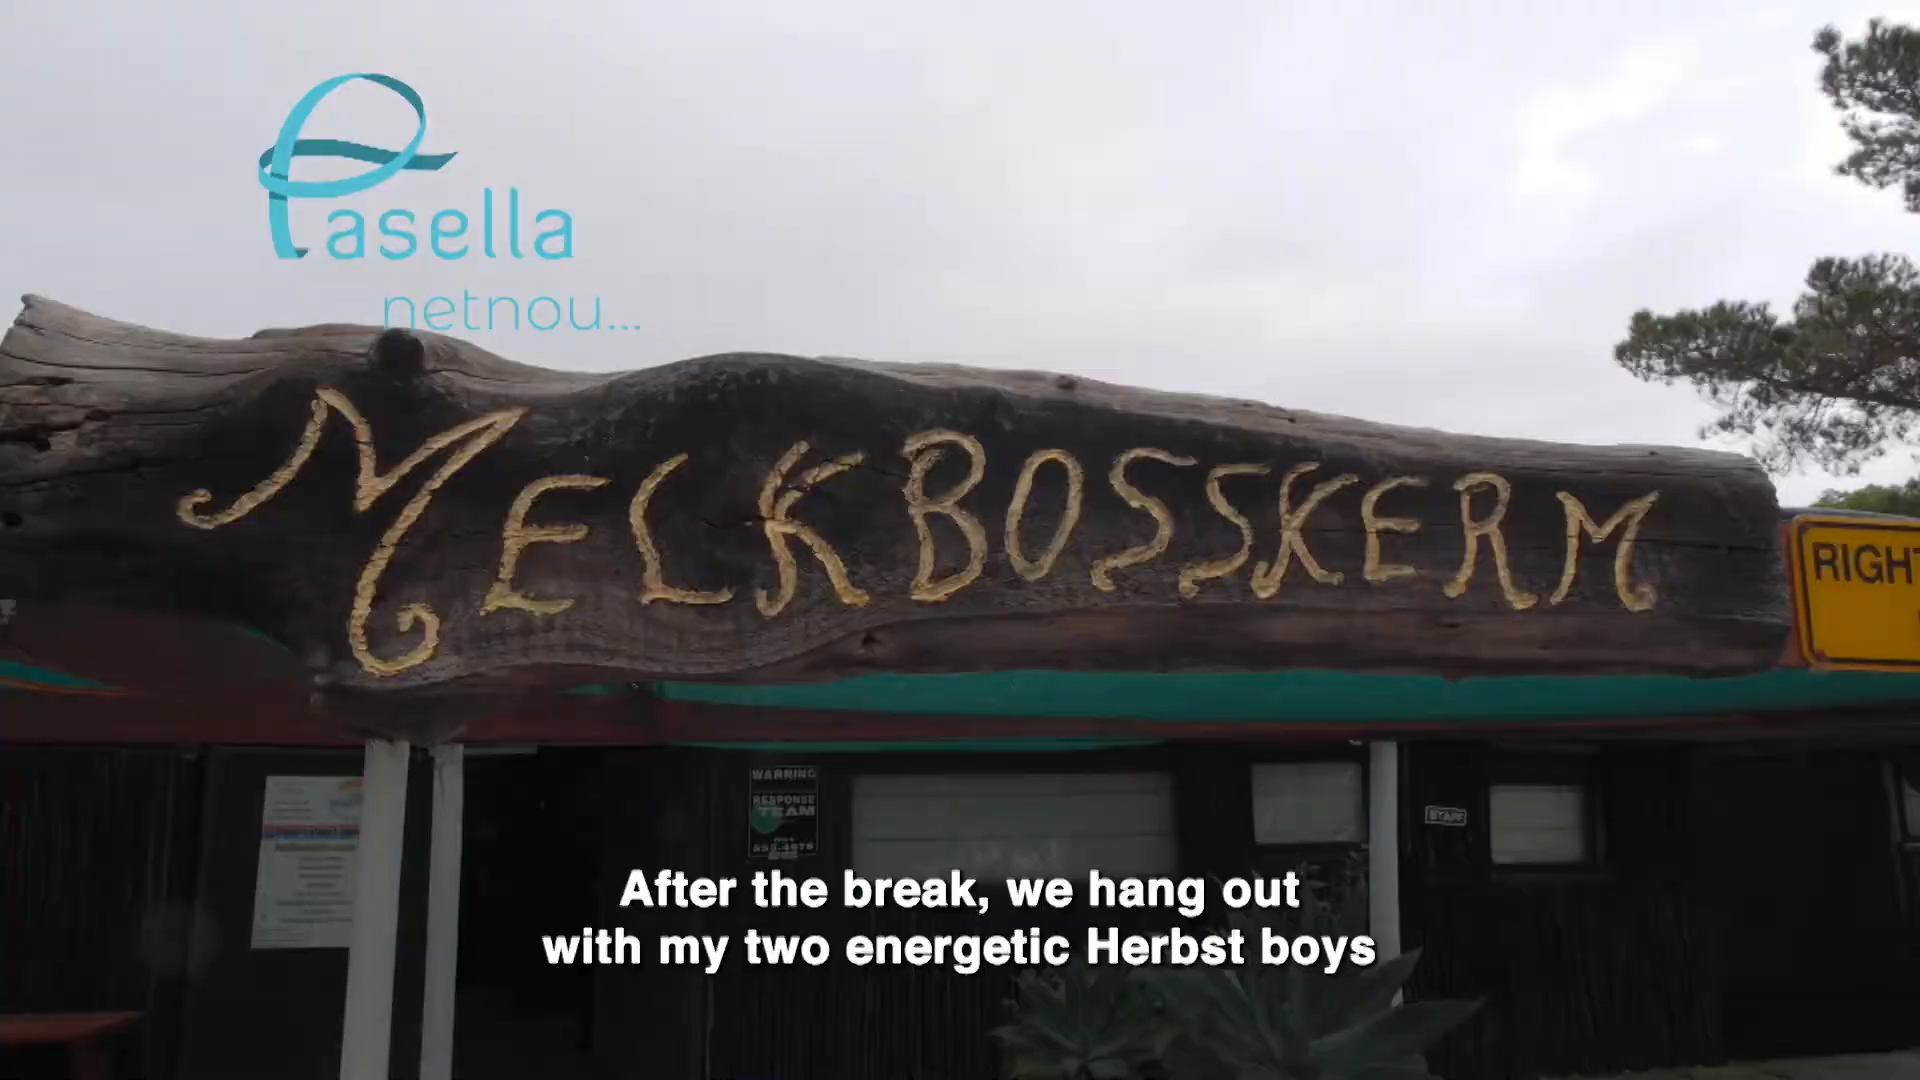 Pasella
netnou...
MELKBOSSKERM
RIGHT
WARNING
RESPONSE
TEAM
STAFF
After the break, we hang out
with my two energetic Herbst boys